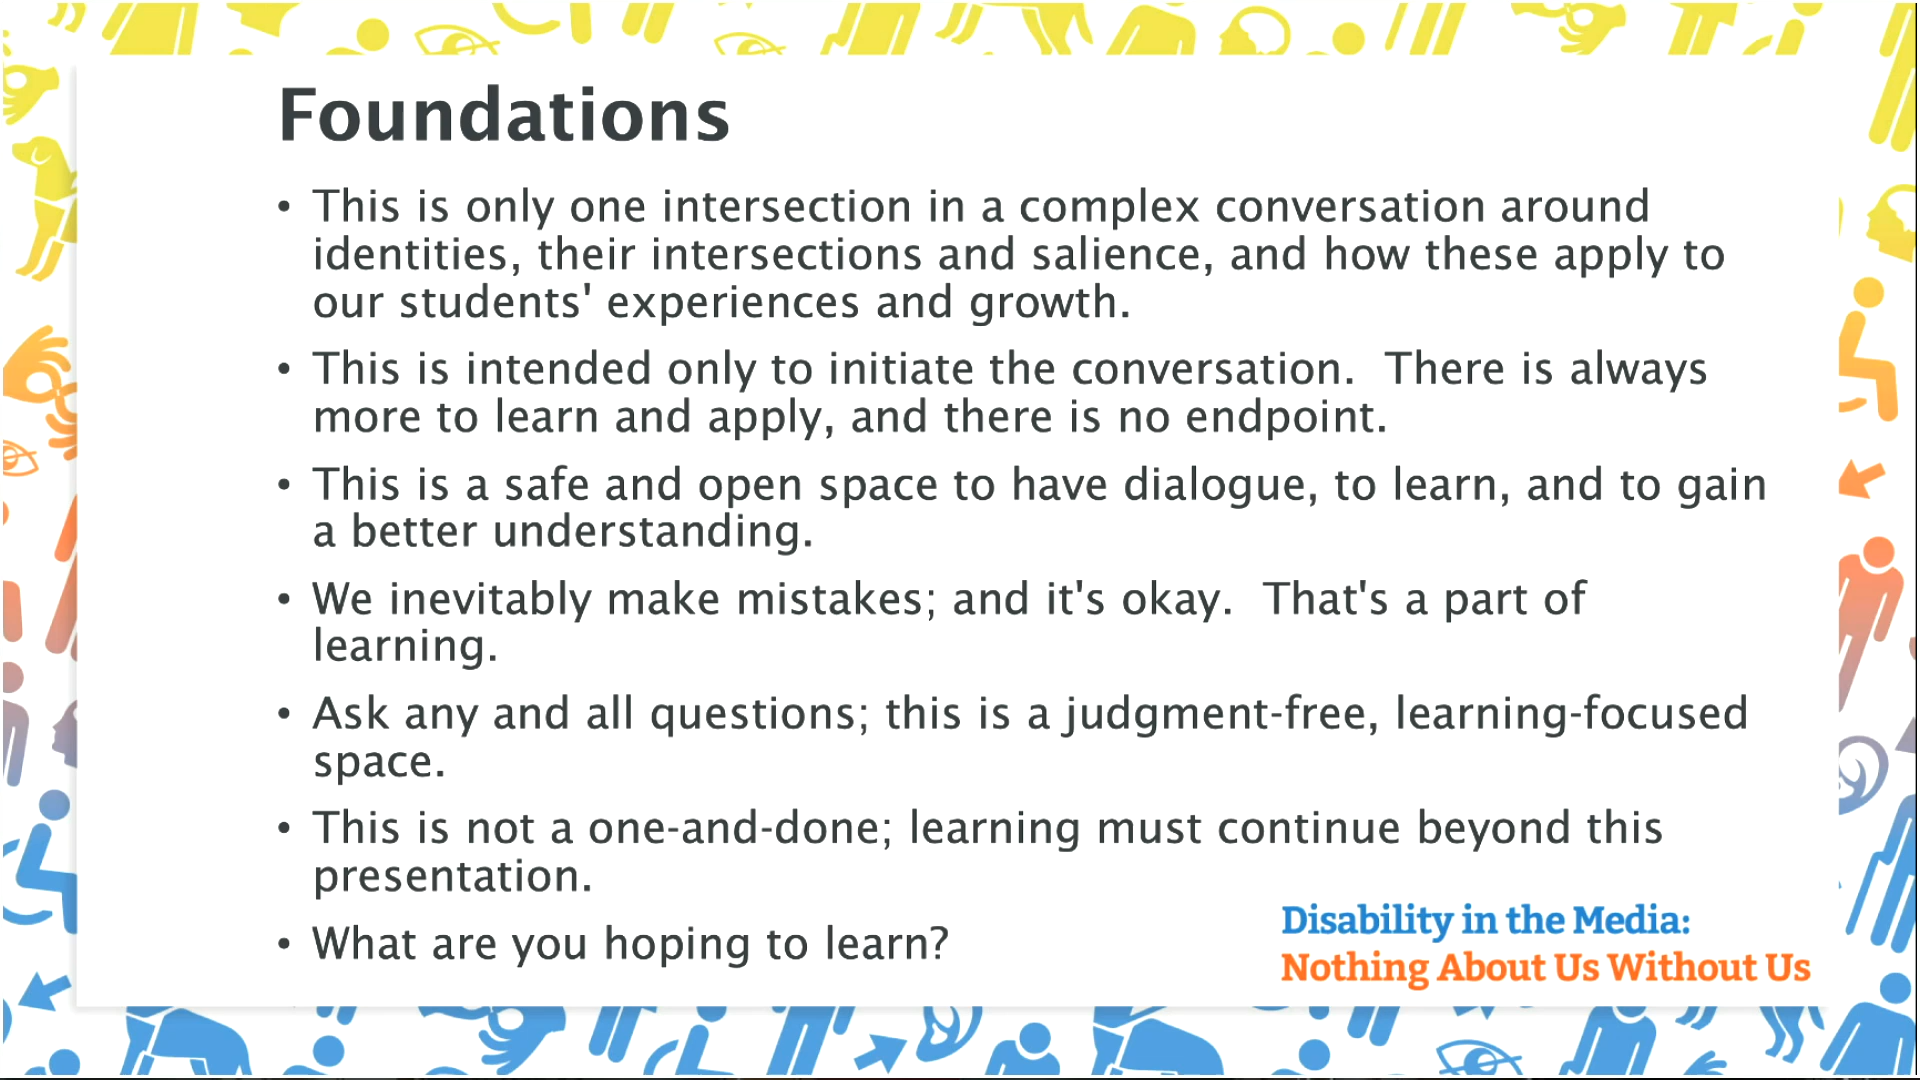 Foundations
• This is only one intersection in a complex conversation around
identities, their intersections and salience, and how these apply to
our students' experiences and growth.
• This is intended only to initiate the conversation.  There is always
more to learn and apply, and there is no endpoint.
• This is a safe and open space to have dialogue, to learn, and to gain
a better understanding.
• We inevitably make mistakes; and it's okay.  That's a part of
learning.
• Ask any and all questions; this is a judgment-free, learning-focused
space.
• This is not a one-and-done; learning must continue beyond this
presentation.
• What are you hoping to learn?
Disability in the Media:
Nothing About Us Without Us